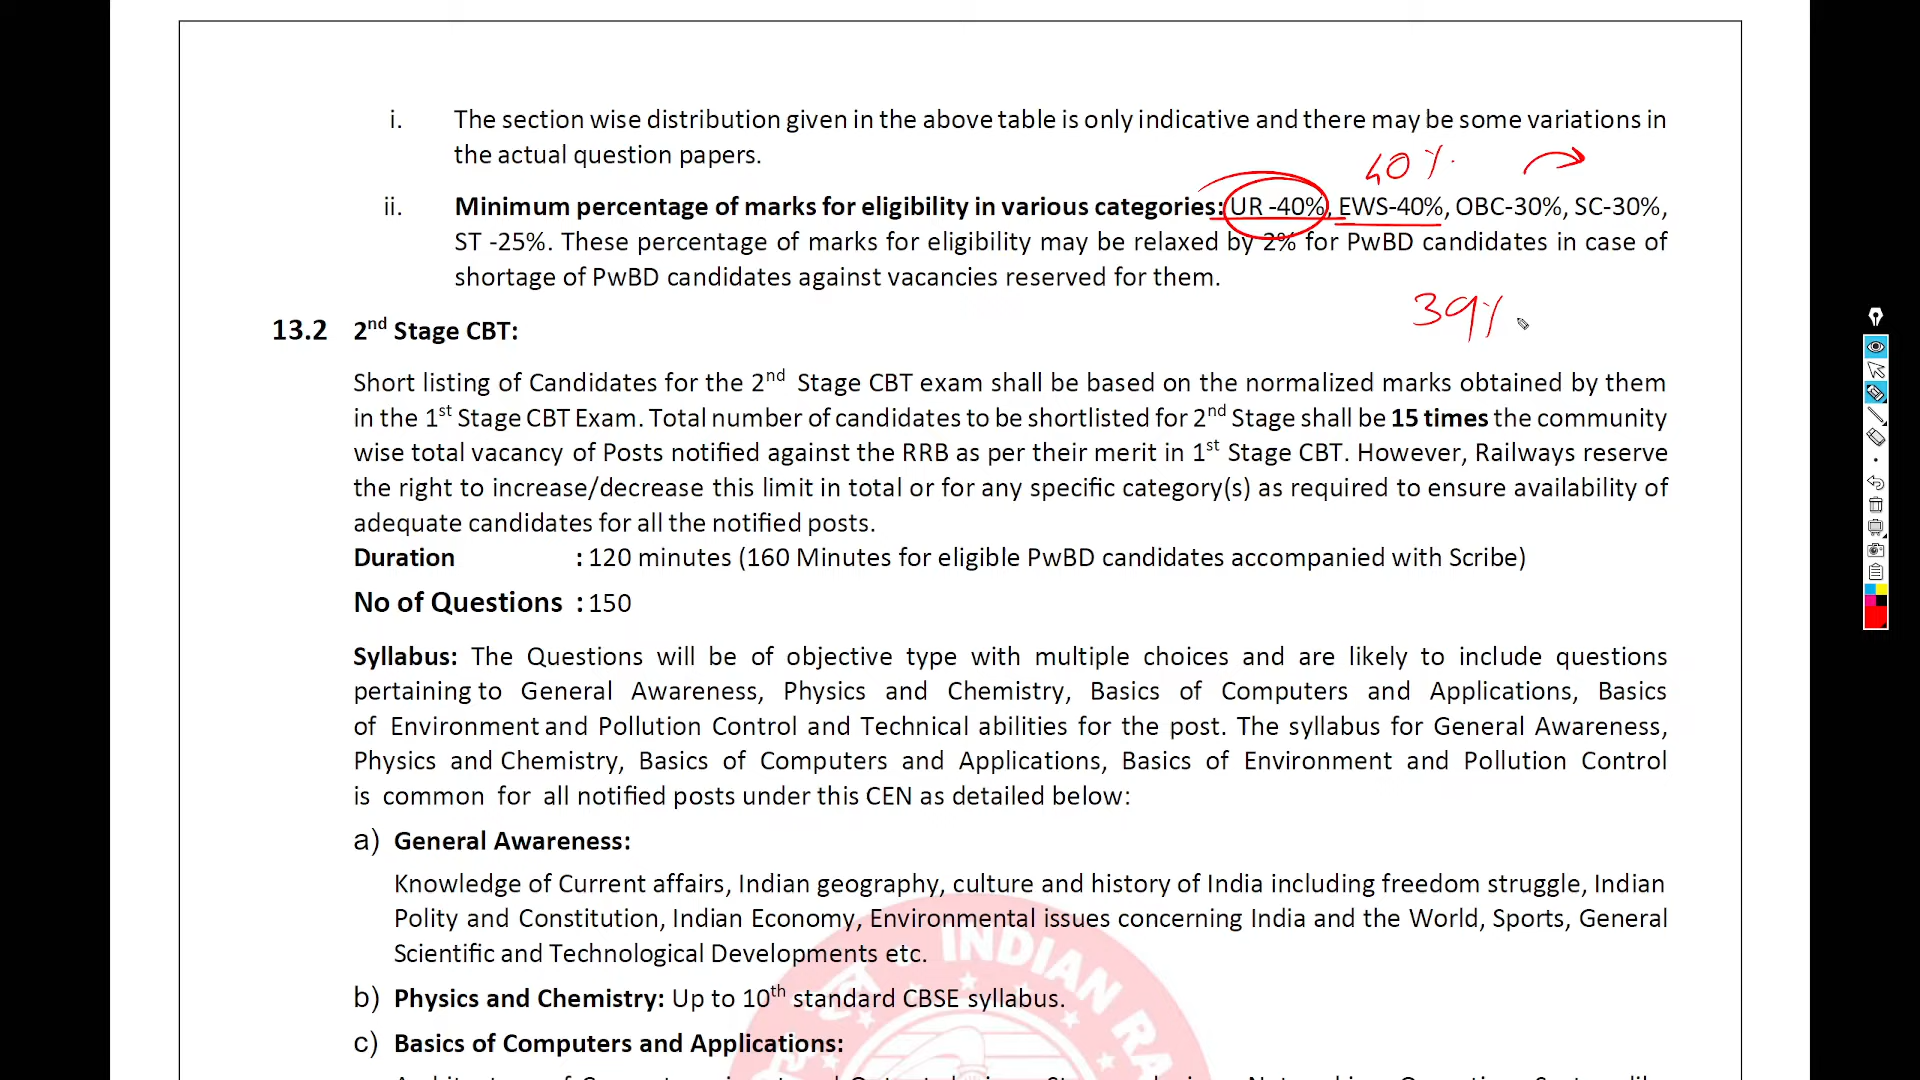 i. The section wise distribution given in the above table is only indicative and there may be some variations in
the actual question papers.
40%
ii. Minimum percentage of marks for eligibility in various categories: UR -40%, EWS-40%, OBC-30%, SC-30%,
ST -25%. These percentage of marks for eligibility may be relaxed by 2% for PwBD candidates in case of
shortage of PwBD candidates against vacancies reserved for them.
39%
13.2 2nd Stage CBT:
Short listing of Candidates for the 2nd Stage CBT exam shall be based on the normalized marks obtained by them
in the 1st Stage CBT Exam. Total number of candidates to be shortlisted for 2nd Stage shall be 15 times the community
wise total vacancy of Posts notified against the RRB as per their merit in 1st Stage CBT. However, Railways reserve
the right to increase/decrease this limit in total or for any specific category(s) as required to ensure availability of
adequate candidates for all the notified posts.
Duration : 120 minutes (160 Minutes for eligible PwBD candidates accompanied with Scribe)
No of Questions : 150
Syllabus: The Questions will be of objective type with multiple choices and are likely to include questions
pertaining to General Awareness, Physics and Chemistry, Basics of Computers and Applications, Basics
of Environment and Pollution Control and Technical abilities for the post. The syllabus for General Awareness,
Physics and Chemistry, Basics of Computers and Applications, Basics of Environment and Pollution Control
is common for all notified posts under this CEN as detailed below:
a) General Awareness:
Knowledge of Current affairs, Indian geography, culture and history of India including freedom struggle, Indian
Polity and Constitution, Indian Economy, Environmental issues concerning India and the World, Sports, General
Scientific and Technological Developments etc.
INDIAN RA
b) Physics and Chemistry: Up to 10th standard CBSE syllabus.
c) Basics of Computers and Applications: